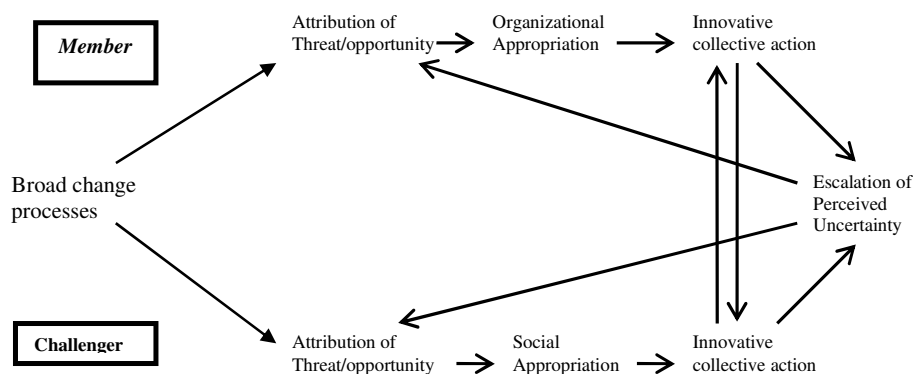 Member
Attribution of
Threat/opportunity
Organizational
Appropriation
Innovative
collective action
Broad change
processes
Escalation of
Perceived
Uncertainty
Challenger
Attribution of
Threat/opportunity
Social
Appropriation
Innovative
collective action